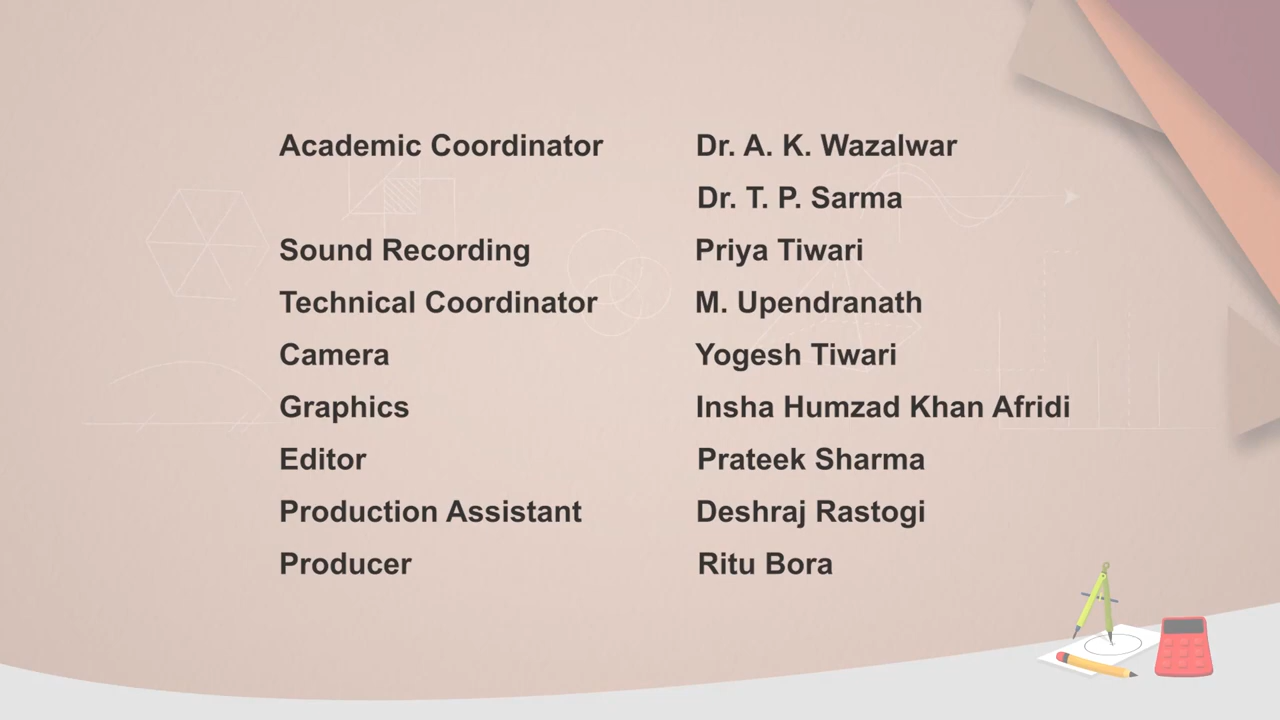 Academic Coordinator Dr. A. K. Wazalwar
Dr. T. P. Sarma
Sound Recording Priya Tiwari
Technical Coordinator M. Upendranath
Camera Yogesh Tiwari
Graphics Insha Humzad Khan Afridi
Editor Prateek Sharma
Production Assistant Deshraj Rastogi
Producer Ritu Bora